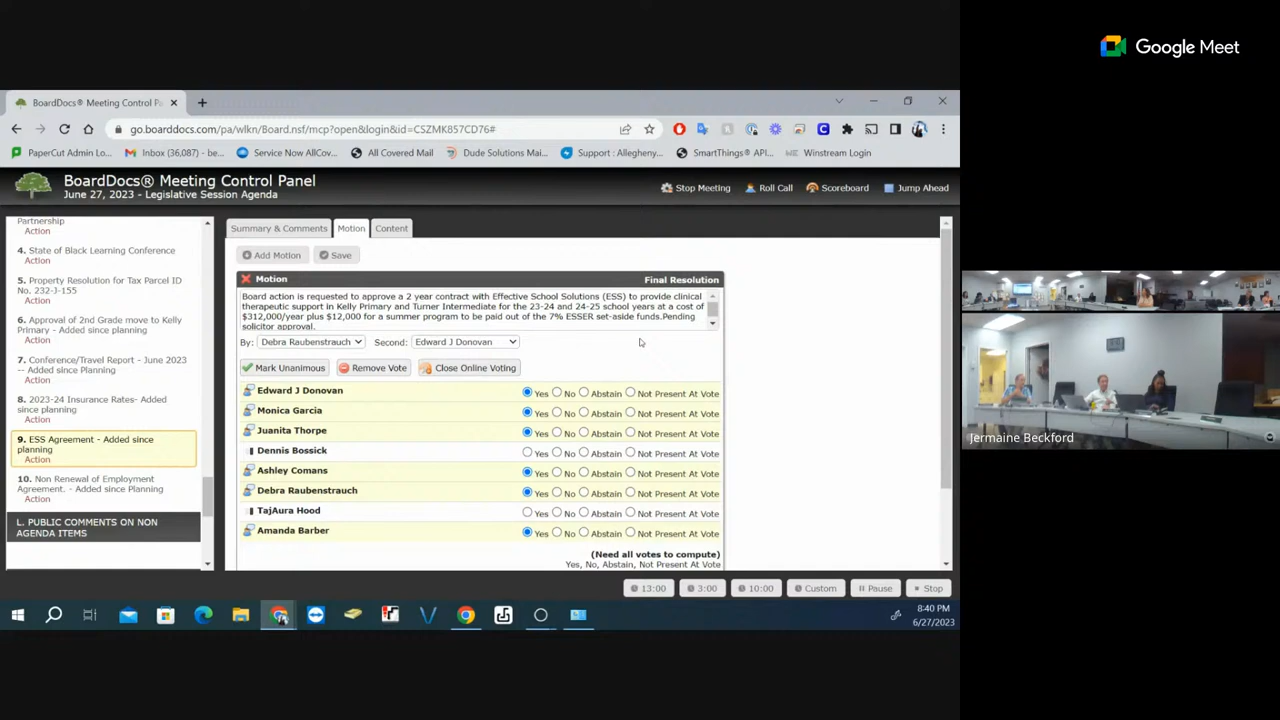 Google Meet
BoardDocs® Meeting Control Pa
go.boarddocs.com/pa/wlkn/Board.nsf/mcp?open&login&id=CSZMK857CD76#
PaperCut Admin Lo... Inbox (36,087) - be... Service Now AllCov... All Covered Mail Dude Solutions Mai... Support : Allegheny... SmartThings® API... Winstream Login
BoardDocs® Meeting Control Panel
June 27, 2023 - Legislative Session Agenda
Stop Meeting Roll Call Scoreboard Jump Ahead
Partnership
Action
4. State of Black Learning Conference
Action
5. Property Resolution for Tax Parcel ID
No. 232-J-155
Action
6. Approval of 2nd Grade move to Kelly
Primary - Added since planning
Action
7. Conference/Travel Report - June 2023
-- Added since planning
Action
8. 2023-24 Insurance Rates- Added
since planning
Action
9. ESS Agreement - Added since
planning
Action
10. Non Renewal of Employment
Agreement. - Added since Planning
Action
L. PUBLIC COMMENTS ON NON
AGENDA ITEMS
Summary & Comments Motion Content
Add Motion Save
Motion Final Resolution
Board action is requested to approve a 2 year contract with Effective School Solutions (ESS) to provide clinical
therapeutic support in Kelly Primary and Turner Intermediate for the 23-24 and 24-25 school years at a cost of
$312,000/year plus $12,000 for a summer program to be paid out of the 7% ESSER set-aside funds.Pending
solicitor approval.
By: Debra Raubenstrauch Second: Edward J Donovan
Mark Unanimous Remove Vote Close Online Voting
Edward J Donovan Yes No Abstain Not Present At Vote
Monica Garcia Yes No Abstain Not Present At Vote
Juanita Thorpe Yes No Abstain Not Present At Vote
Dennis Bossick Yes No Abstain Not Present At Vote
Ashley Comans Yes No Abstain Not Present At Vote
Debra Raubenstrauch Yes No Abstain Not Present At Vote
TajAura Hood Yes No Abstain Not Present At Vote
Amanda Barber Yes No Abstain Not Present At Vote
(Need all votes to compute)
Yes, No, Abstain, Not Present At Vote
13:00 3:00 10:00 Custom Pause Stop
8:40 PM
6/27/2023
Jermaine Beckford